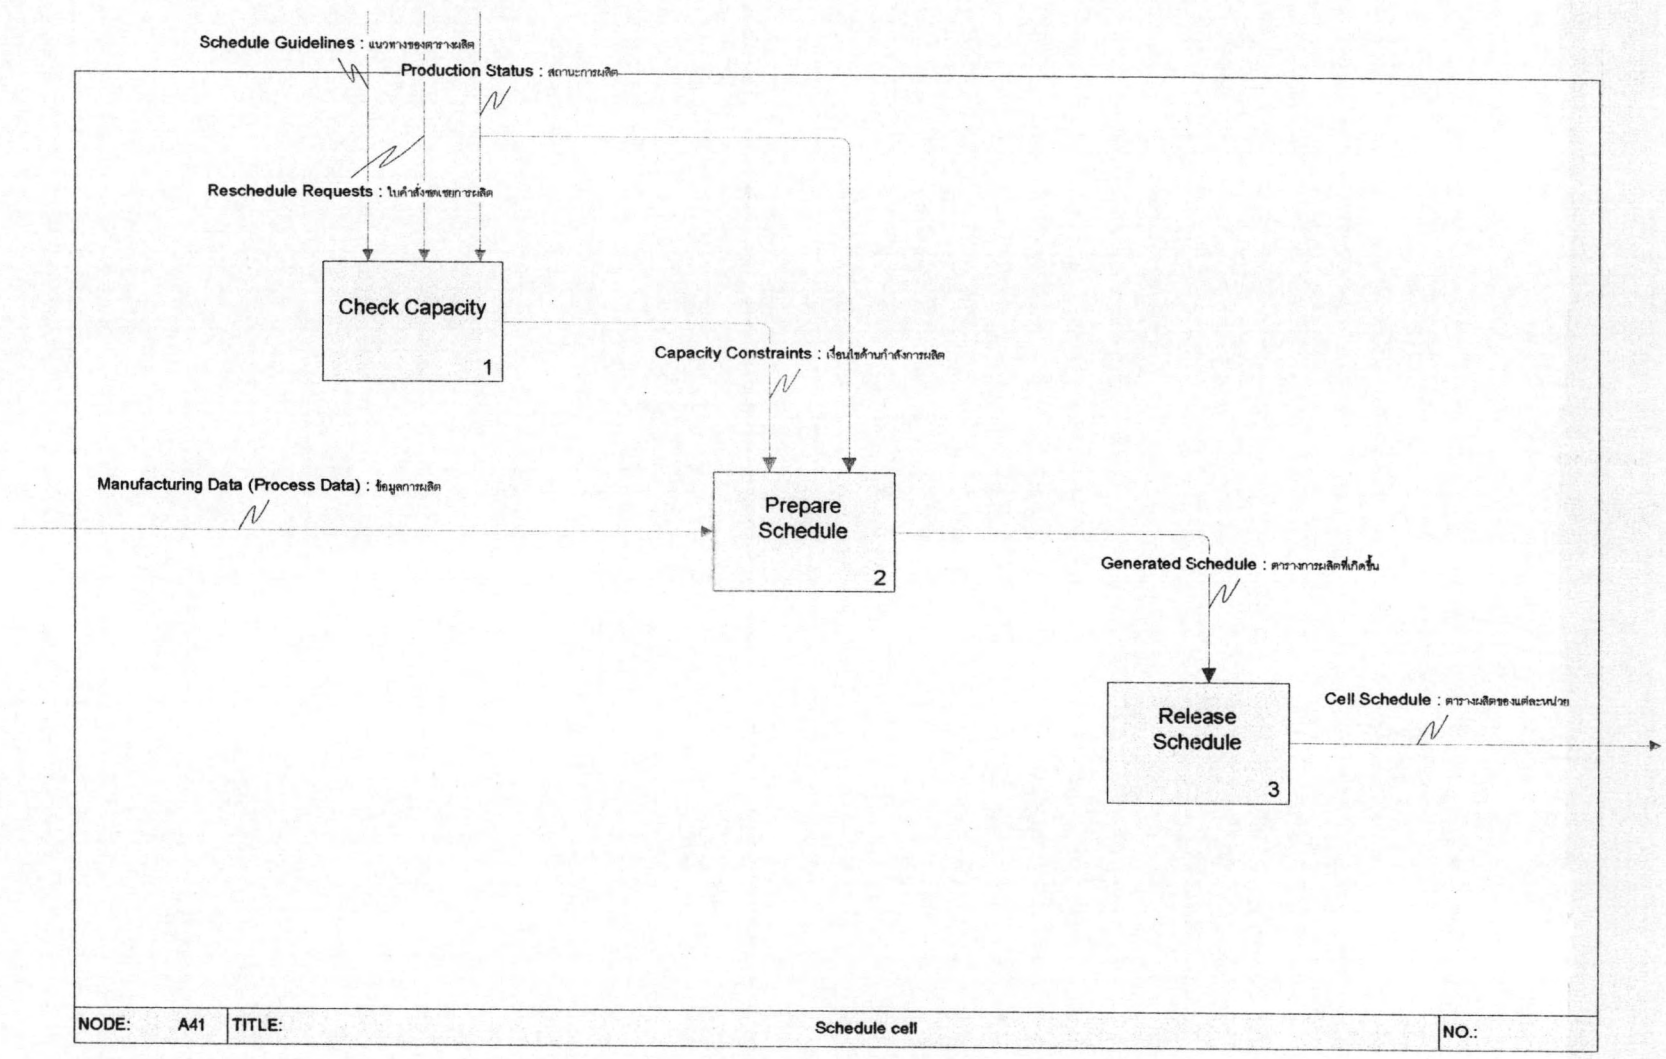 Schedule Guidelines : แนวทางของตารางผลิต
Production Status : สถานะการผลิต
Reschedule Requests : ใบคำสั่งชดเชยการผลิต
Check Capacity
1
Capacity Constraints : เงื่อนไขด้านกำลังการผลิต
Manufacturing Data (Process Data) : ข้อมูลการผลิต
Prepare
Schedule
2
Generated Schedule : ตารางการผลิตที่เกิดขึ้น
Release
Schedule
3
Cell Schedule : ตารางผลิตของแต่ละหน่วย
NODE: A41 TITLE: Schedule cell NO.: